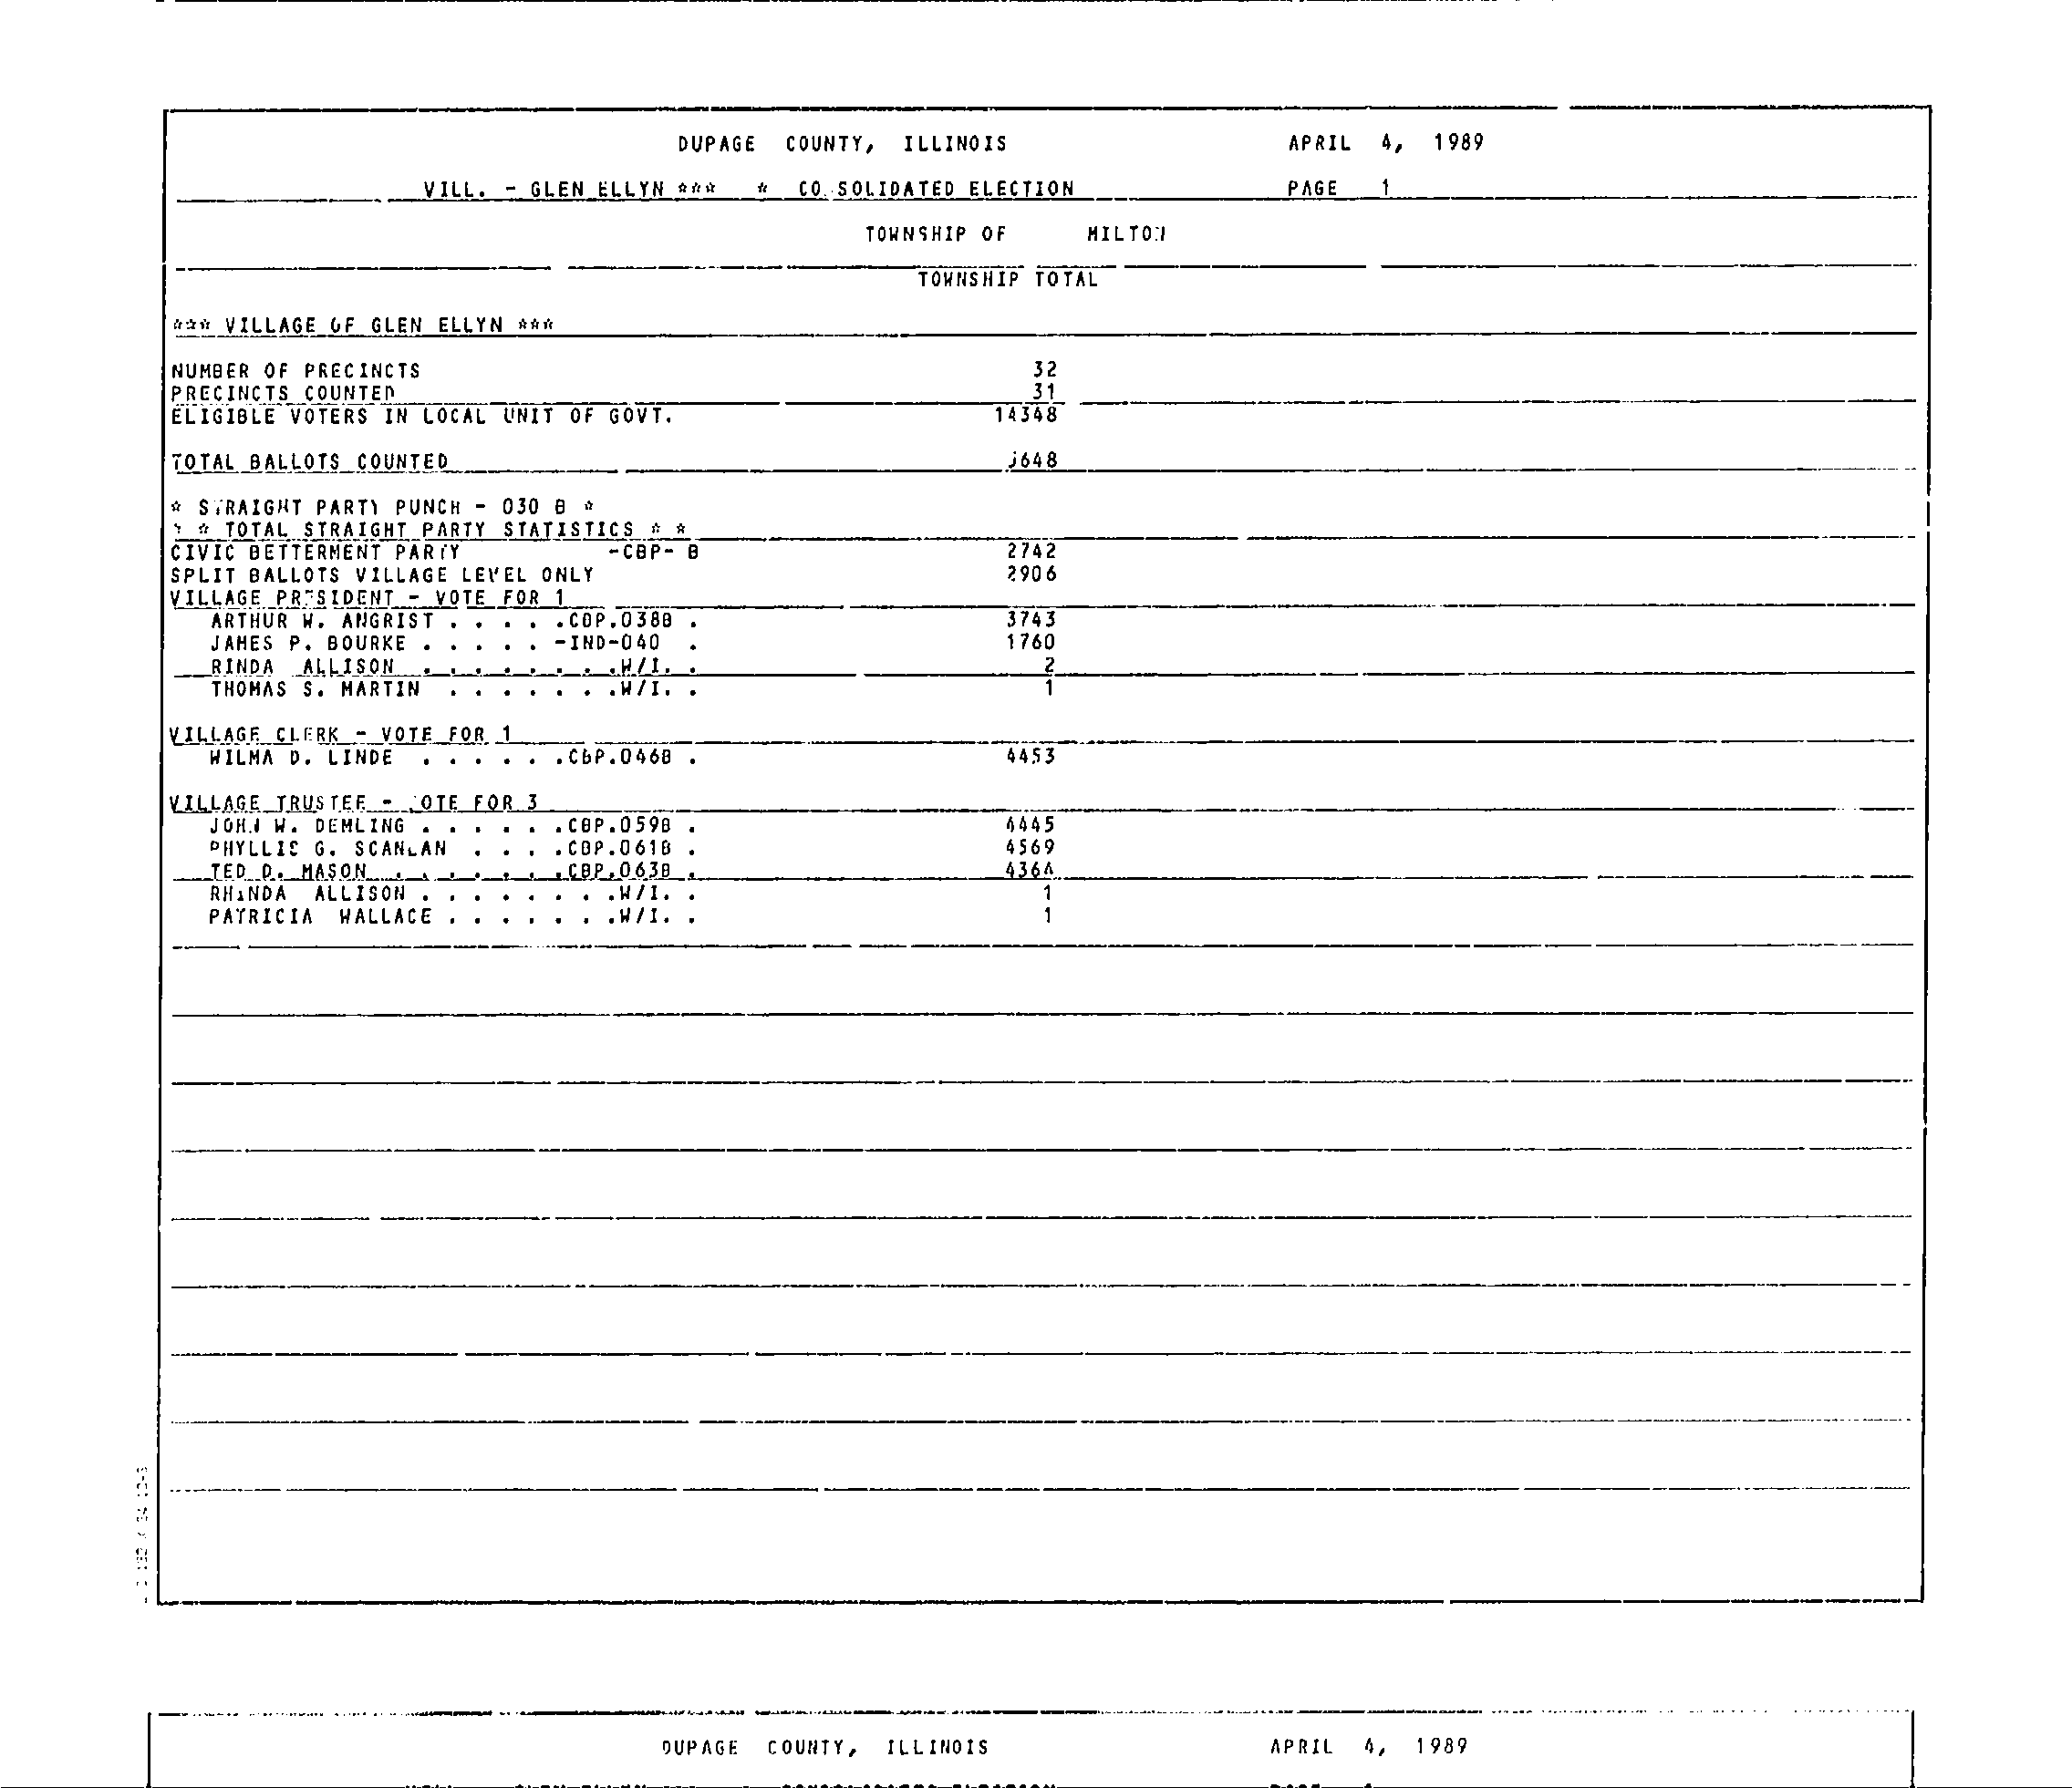 DUPAGE COUNTY, ILLINOIS APRIL 4, 1989
VILL. - GLEN ELLYN *** * CO SOLIDATED ELECTION PAGE 1
TOWNSHIP OF MILTON
TOWNSHIP TOTAL
*** VILLAGE OF GLEN ELLYN ***
NUMBER OF PRECINCTS 32
PRECINCTS COUNTED 31
ELIGIBLE VOTERS IN LOCAL UNIT OF GOVT. 14348
TOTAL BALLOTS COUNTED 5648
* STRAIGHT PARTY PUNCH - 030 B *
* * TOTAL STRAIGHT PARTY STATISTICS * *
CIVIC BETTERMENT PARTY -CBP- B 2742
SPLIT BALLOTS VILLAGE LEVEL ONLY 2906
VILLAGE PRESIDENT - VOTE FOR 1
ARTHUR W. ANGRIST . . . . .CBP.038B . 3743
JAMES P. BOURKE . . . . . -IND-040 . 1760
RINDA ALLISON . . . . . . . .W/I. . 2
THOMAS S. MARTIN . . . . . . .W/I. . 1
VILLAGE CLERK - VOTE FOR 1
WILMA D. LINDE . . . . . .CBP.046B . 4453
VILLAGE TRUSTEE - VOTE FOR 3
JOHN W. DEMLING . . . . . .CBP.059B . 4445
PHYLLIS G. SCANLAN . . . .CBP.061B . 4569
TED D. MASON . . . . . . .CBP.063B . 4364
RHINDA ALLISON . . . . . . . .W/I. . 1
PATRICIA WALLACE . . . . . . .W/I. . 1
DUPAGE COUNTY, ILLINOIS APRIL 4, 1989